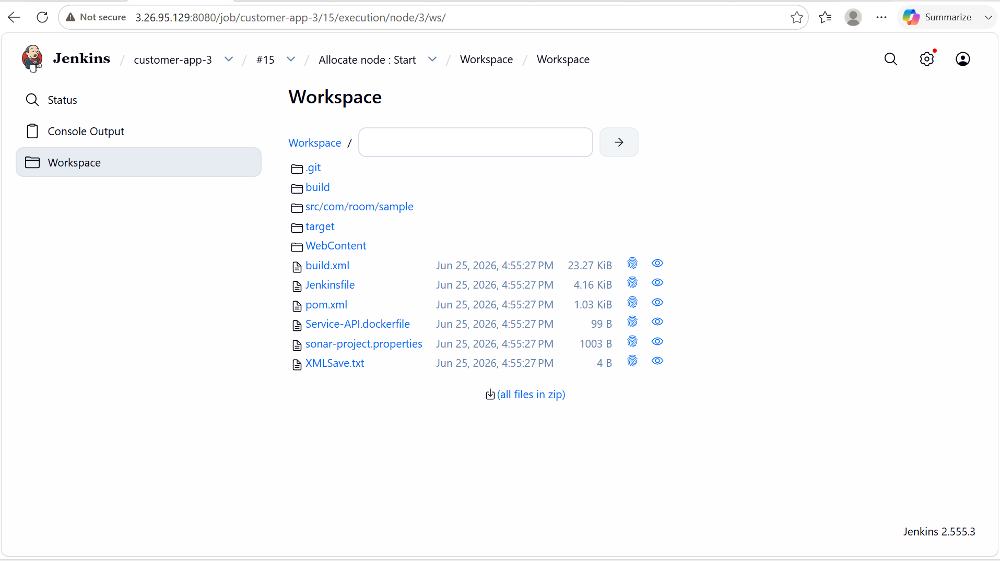 Not secure 3.26.95.129:8080/job/customer-app-3/15/execution/node/3/ws/ Summarize
Jenkins / customer-app-3 / #15 / Allocate node : Start / Workspace / Workspace
Status
Console Output
Workspace
Workspace
Workspace /
.git
build
src/com/room/sample
target
WebContent
build.xml Jun 25, 2026, 4:55:27 PM 23.27 KiB
Jenkinsfile Jun 25, 2026, 4:55:27 PM 4.16 KiB
pom.xml Jun 25, 2026, 4:55:27 PM 1.03 KiB
Service-API.dockerfile Jun 25, 2026, 4:55:27 PM 99 B
sonar-project.properties Jun 25, 2026, 4:55:27 PM 1003 B
XMLSave.txt Jun 25, 2026, 4:55:27 PM 4 B
(all files in zip)
Jenkins 2.555.3